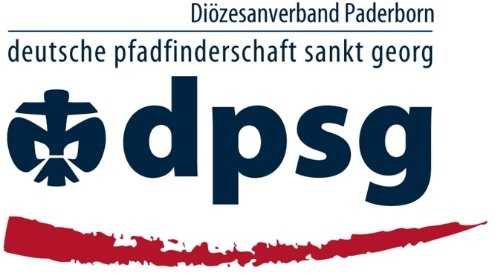 Diözesanverband Paderborn
deutsche pfadfinderschaft sankt georg
dpsg